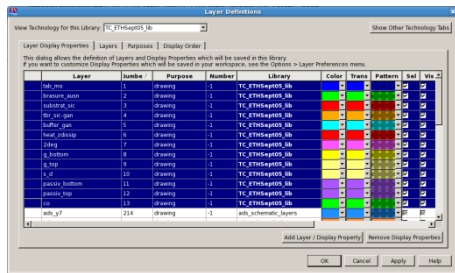 Layer Definitions
View Technology for this Library: TC_ETHSept05_lib
Show Other Technology Tabs
Layer Display Properties Layers Purposes Display Order
This dialog allows the definition of Layers and Display Properties which will be saved in this library.
If you want to customize Display Properties which will be saved in your workspace, see the Options > Layer Preferences menu.
Layer Jumbe Purpose Number Library Color Trans Pattern Sel Vis
tab_ms 1 drawing -1 TC_ETHSept05_lib
brasure_ausn 2 drawing -1 TC_ETHSept05_lib
substrat_sic 3 drawing -1 TC_ETHSept05_lib
tbr_sic-gan 4 drawing -1 TC_ETHSept05_lib
buffer_gan 5 drawing -1 TC_ETHSept05_lib
heat_rdissip 6 drawing -1 TC_ETHSept05_lib
2deg 7 drawing -1 TC_ETHSept05_lib
g_bottom 8 drawing -1 TC_ETHSept05_lib
g_top 9 drawing -1 TC_ETHSept05_lib
s_d 10 drawing -1 TC_ETHSept05_lib
passiv_bottom 11 drawing -1 TC_ETHSept05_lib
passiv_top 12 drawing -1 TC_ETHSept05_lib
co 13 drawing -1 TC_ETHSept05_lib
ads_y7 214 drawing -1 ads_schematic_layers
Add Layer / Display Property Remove Display Properties
OK Cancel Apply Help